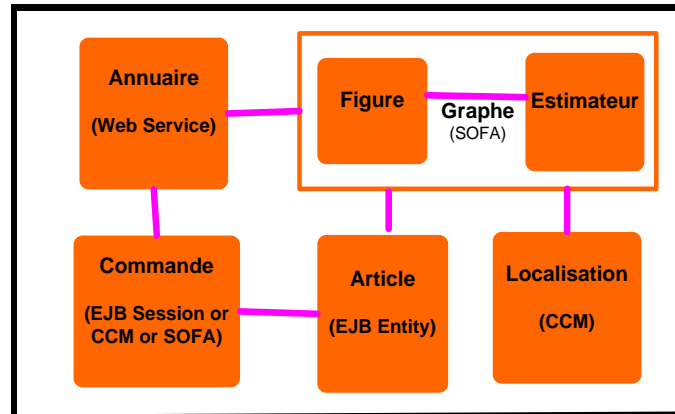 Annuaire
(Web Service)
Figure
Graphe
(SOFA)
Estimateur
Commande
(EJB Session or
CCM or SOFA)
Article
(EJB Entity)
Localisation
(CCM)